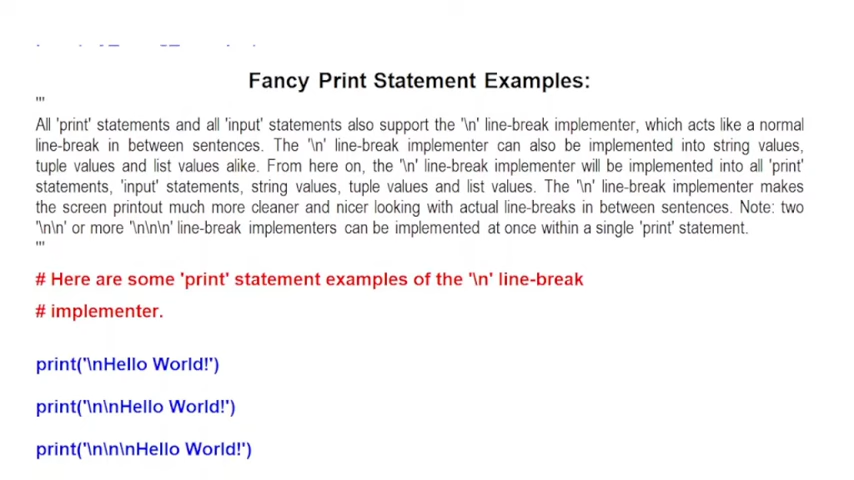 Fancy Print Statement Examples:
'''
All 'print' statements and all 'input' statements also support the '\n' line-break implementer, which acts like a normal
line-break in between sentences. The '\n' line-break implementer can also be implemented into string values,
tuple values and list values alike. From here on, the '\n' line-break implementer will be implemented into all 'print'
statements, 'input' statements, string values, tuple values and list values. The '\n' line-break implementer makes
the screen printout much more cleaner and nicer looking with actual line-breaks in between sentences. Note: two
'\n\n' or more '\n\n\n' line-break implementers can be implemented at once within a single 'print' statement.
'''
# Here are some 'print' statement examples of the '\n' line-break
# implementer.
print('\nHello World!')
print('\n\nHello World!')
print('\n\n\nHello World!')